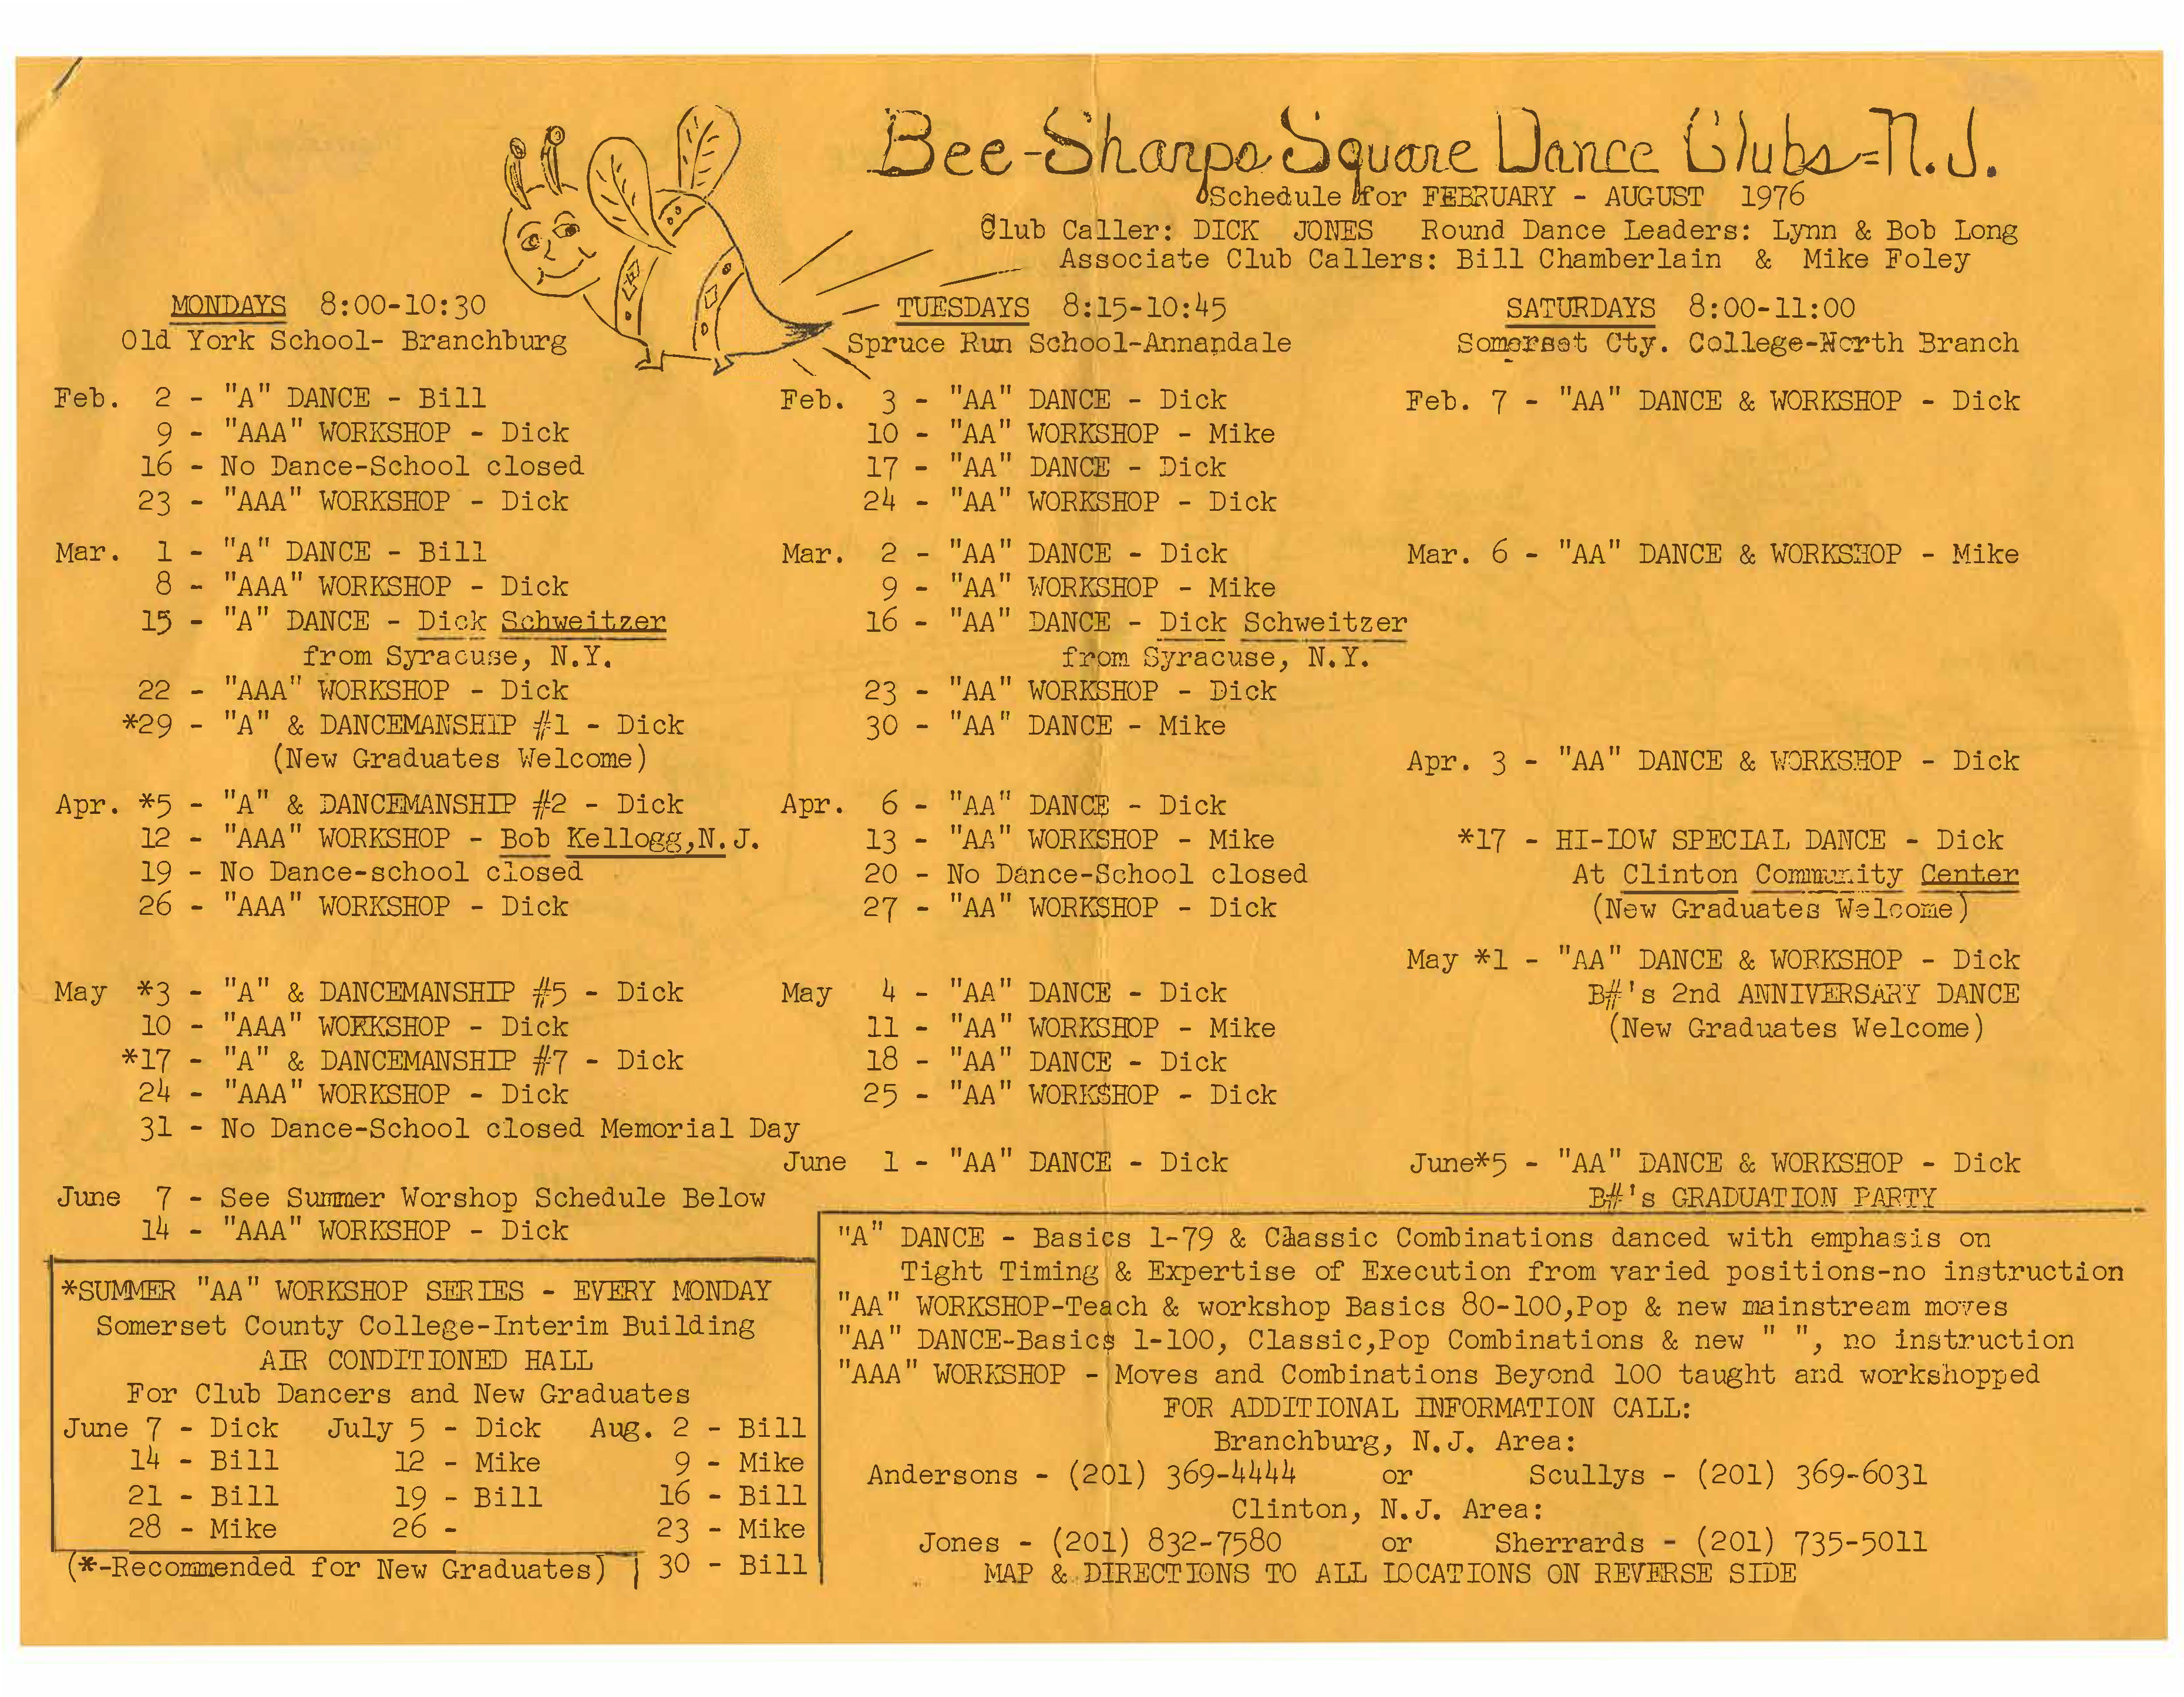 Bee-Sharps Square Dance Clubs=N.J.
Schedule for FEBRUARY - AUGUST 1976
Club Caller: DICK JONES Round Dance Leaders: Lynn & Bob Long
Associate Club Callers: Bill Chamberlain & Mike Foley
MONDAYS 8:00-10:30
Old York School- Branchburg
Feb. 2 - "A" DANCE - Bill
9 - "AAA" WORKSHOP - Dick
16 - No Dance-School closed
23 - "AAA" WORKSHOP - Dick
Mar. 1 - "A" DANCE - Bill
8 - "AAA" WORKSHOP - Dick
15 - "A" DANCE - Dick Schweitzer
from Syracuse, N.Y.
22 - "AAA" WORKSHOP - Dick
*29 - "A" & DANCEMANSHIP #1 - Dick
(New Graduates Welcome)
Apr. *5 - "A" & DANCEMANSHIP #2 - Dick
12 - "AAA" WORKSHOP - Bob Kellogg,N.J.
19 - No Dance-school closed
26 - "AAA" WORKSHOP - Dick
May *3 - "A" & DANCEMANSHIP #5 - Dick
10 - "AAA" WORKSHOP - Dick
*17 - "A" & DANCEMANSHIP #7 - Dick
24 - "AAA" WORKSHOP - Dick
31 - No Dance-School closed Memorial Day
June 7 - See Summer Worshop Schedule Below
14 - "AAA" WORKSHOP - Dick
TUESDAYS 8:15-10:45
Spruce Run School-Annandale
Feb. 3 - "AA" DANCE - Dick
10 - "AA" WORKSHOP - Mike
17 - "AA" DANCE - Dick
24 - "AA" WORKSHOP - Dick
Mar. 2 - "AA" DANCE - Dick
9 - "AA" WORKSHOP - Mike
16 - "AA" DANCE - Dick Schweitzer
from Syracuse, N.Y.
23 - "AA" WORKSHOP - Dick
30 - "AA" DANCE - Mike
Apr. 6 - "AA" DANCE - Dick
13 - "AA" WORKSHOP - Mike
20 - No Dance-School closed
27 - "AA" WORKSHOP - Dick
May 4 - "AA" DANCE - Dick
11 - "AA" WORKSHOP - Mike
18 - "AA" DANCE - Dick
25 - "AA" WORKSHOP - Dick
June 1 - "AA" DANCE - Dick
SATURDAYS 8:00-11:00
Somerset Cty. College-North Branch
Feb. 7 - "AA" DANCE & WORKSHOP - Dick
Mar. 6 - "AA" DANCE & WORKSHOP - Mike
Apr. 3 - "AA" DANCE & WORKSHOP - Dick
*17 - HI-LOW SPECIAL DANCE - Dick
At Clinton Community Center
(New Graduates Welcome)
May *1 - "AA" DANCE & WORKSHOP - Dick
B#'s 2nd ANNIVERSARY DANCE
(New Graduates Welcome)
June*5 - "AA" DANCE & WORKSHOP - Dick
B#'s GRADUATION PARTY
*SUMMER "AA" WORKSHOP SERIES - EVERY MONDAY
Somerset County College-Interim Building
AIR CONDITIONED HALL
For Club Dancers and New Graduates
June 7 - Dick July 5 - Dick Aug. 2 - Bill
14 - Bill 12 - Mike 9 - Mike
21 - Bill 19 - Bill 16 - Bill
28 - Mike 26 - 23 - Mike
(*-Recommended for New Graduates) 30 - Bill
"A" DANCE - Basics 1-79 & Classic Combinations danced with emphasis on
Tight Timing & Expertise of Execution from varied positions-no instruction
"AA" WORKSHOP-Teach & workshop Basics 80-100,Pop & new mainstream moves
"AA" DANCE-Basics 1-100, Classic,Pop Combinations & new " ", no instruction
"AAA" WORKSHOP - Moves and Combinations Beyond 100 taught and workshopped
FOR ADDITIONAL INFORMATION CALL:
Branchburg, N.J. Area:
Andersons - (201) 369-4444 or Scullys - (201) 369-6031
Clinton, N.J. Area:
Jones - (201) 832-7580 or Sherrards - (201) 735-5011
MAP & DIRECTIONS TO ALL LOCATIONS ON REVERSE SIDE